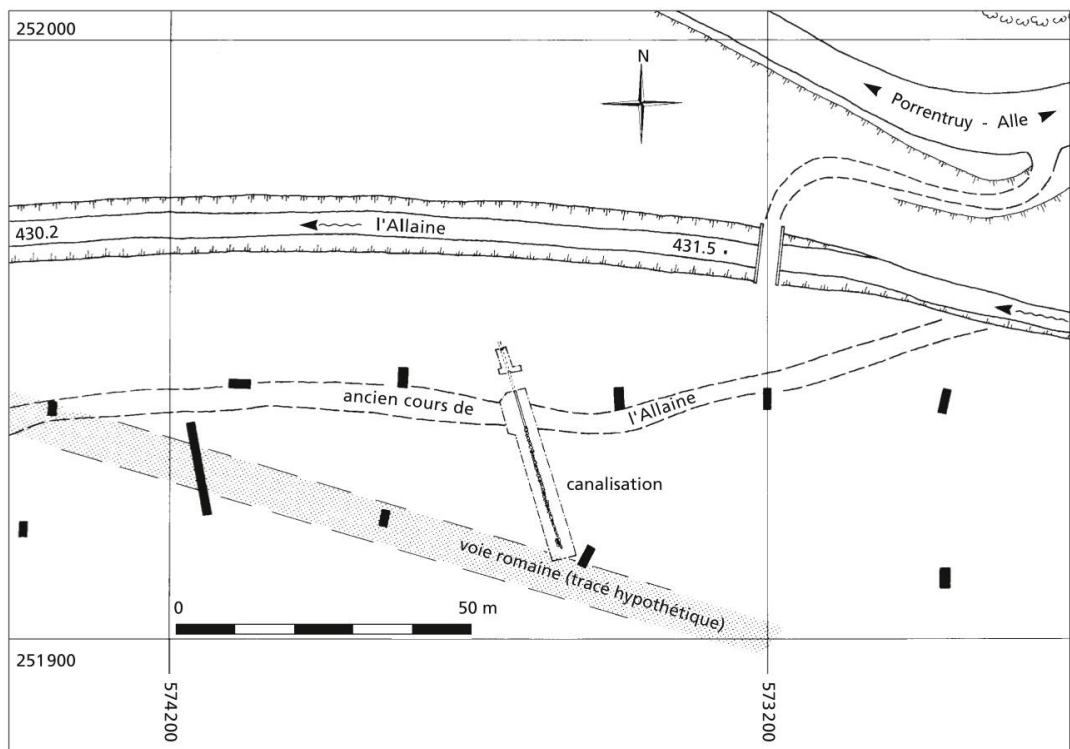 252000
N
Porrentruy - Alle
l'Allaine
430.2
431.5
ancien cours de
l'Allaine
canalisation
voie romaine (tracé hypothétique)
0
50 m
251900
574200
573200